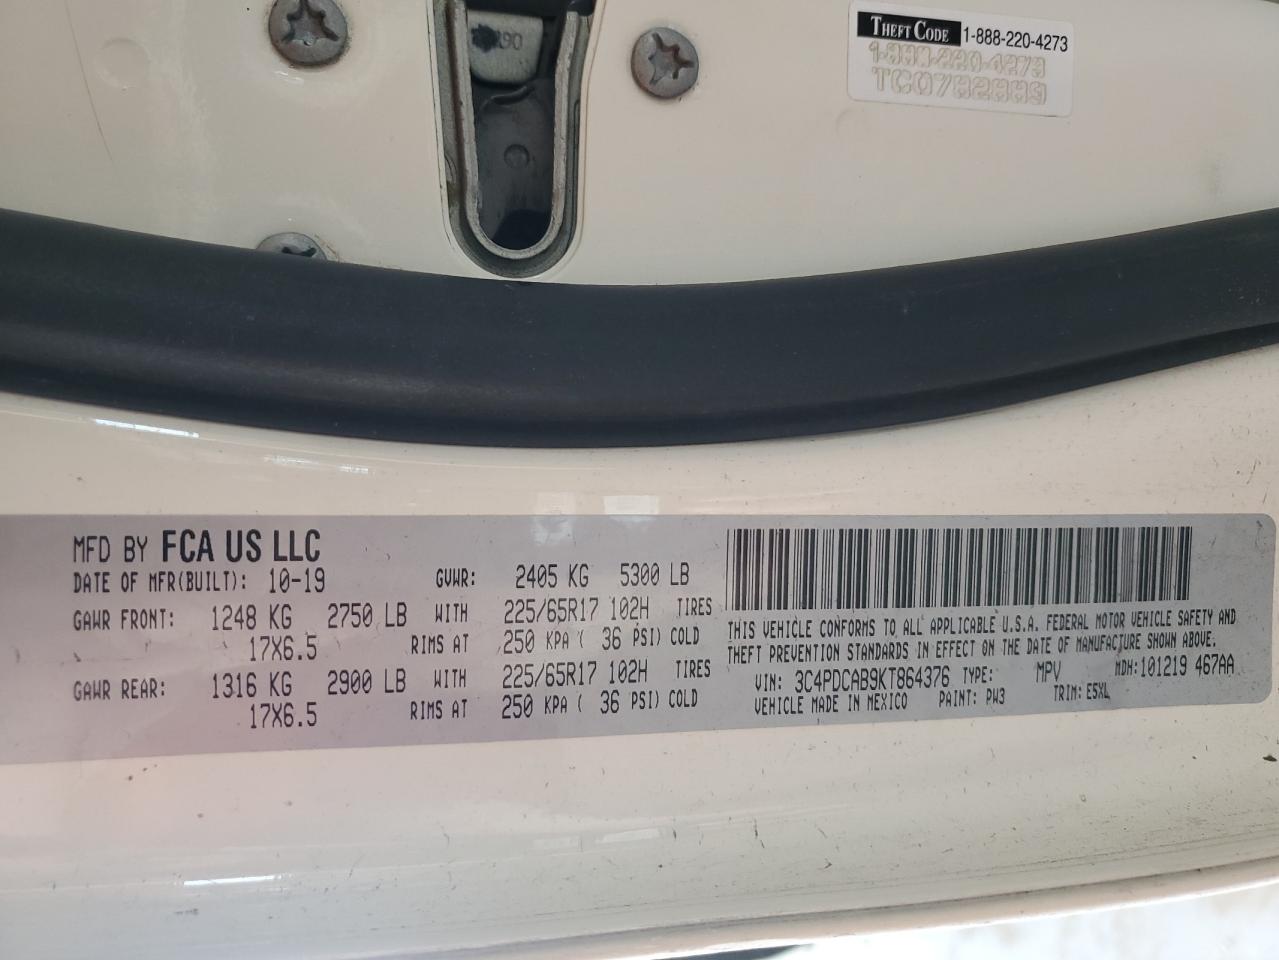 THEFT CODE 1-888-220-4273
1-888-220-4273
MFD BY FCA US LLC
DATE OF MFR(BUILT): 10-19 GVWR: 2405 KG 5300 LB
GAWR FRONT: 1248 KG 2750 LB WITH 225/65R17 102H TIRES
17X6.5 RIMS AT 250 KPA ( 36 PSI) COLD
GAWR REAR: 1316 KG 2900 LB WITH 225/65R17 102H TIRES
17X6.5 RIMS AT 250 KPA ( 36 PSI) COLD
THIS VEHICLE CONFORMS TO ALL APPLICABLE U.S.A. FEDERAL MOTOR VEHICLE SAFETY AND
THEFT PREVENTION STANDARDS IN EFFECT ON THE DATE OF MANUFACTURE SHOWN ABOVE.
VIN: 3C4PDCAB9KT864376 TYPE: MPV MDH:101219 467AA
VEHICLE MADE IN MEXICO PAINT: PW3 TRIM: E5XL